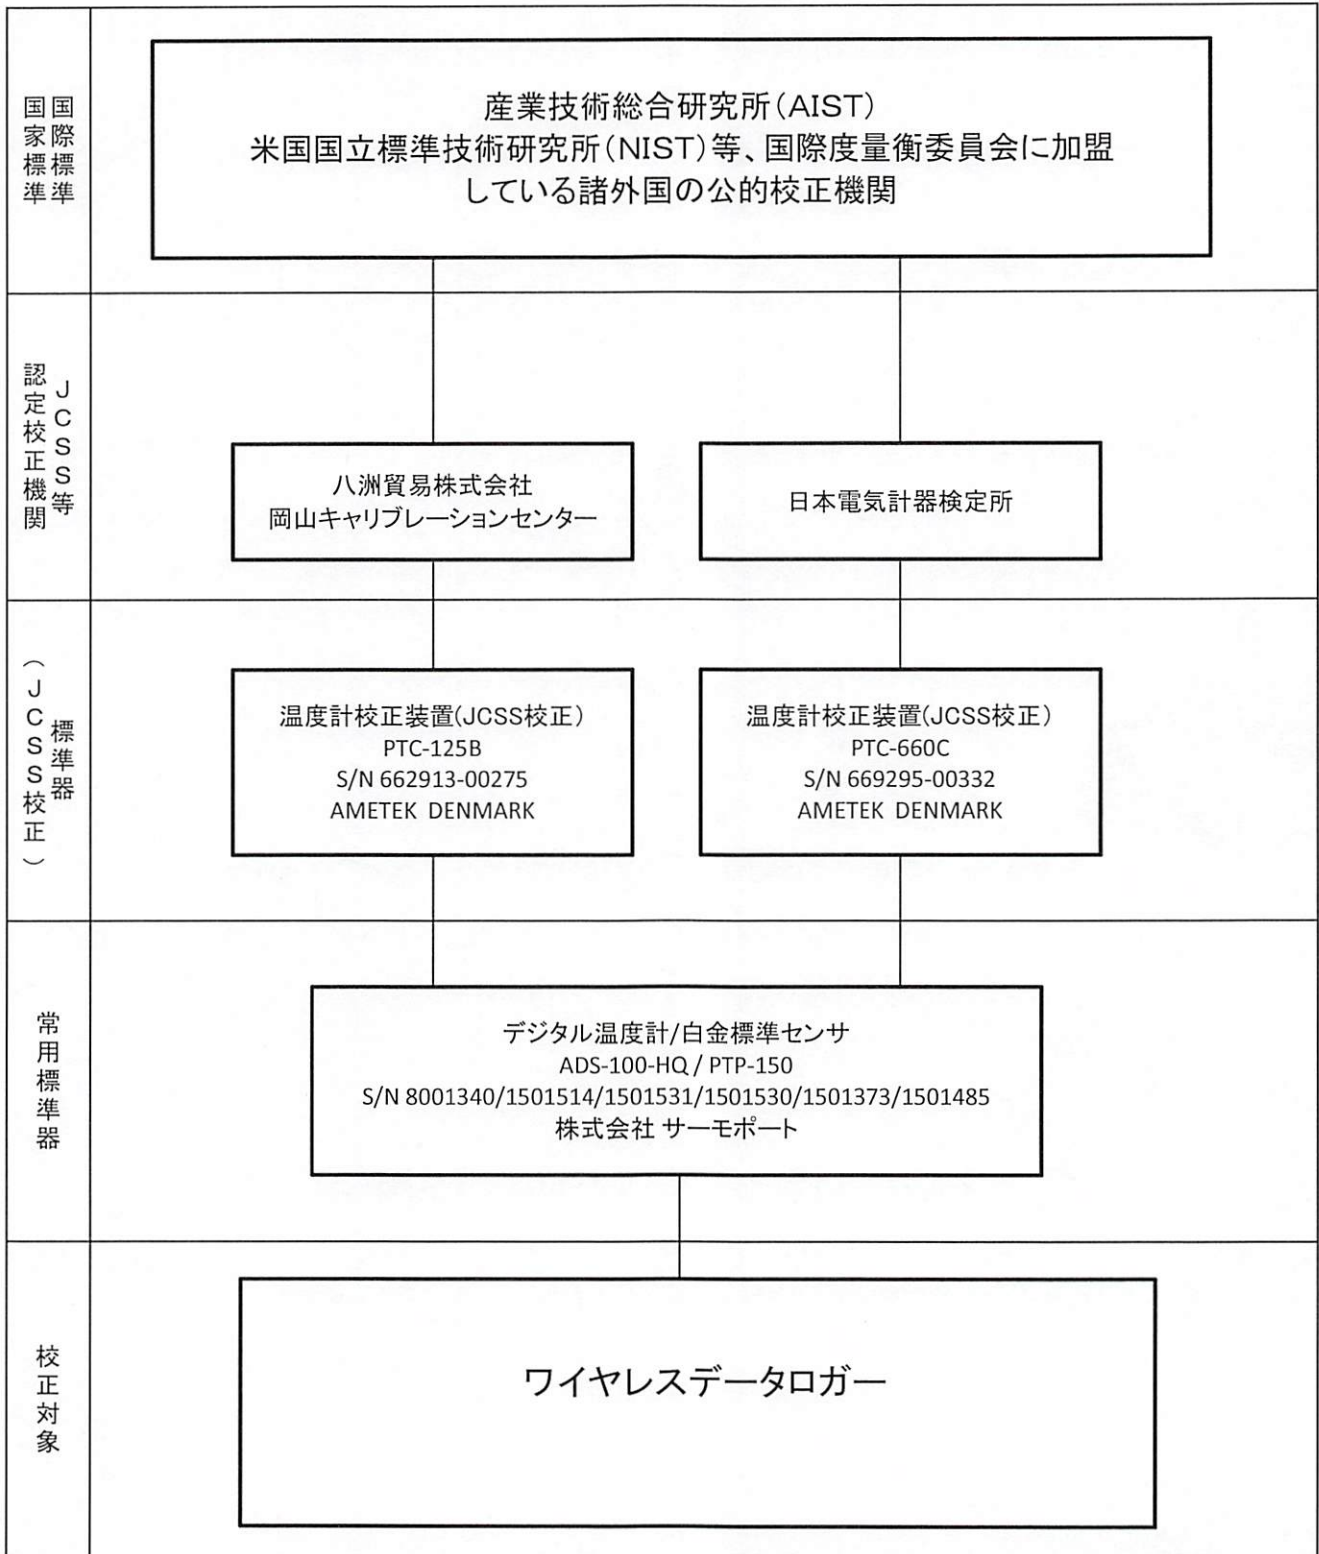 国際標準
国家標準
産業技術総合研究所(AIST)
米国国立標準技術研究所(NIST)等、国際度量衡委員会に加盟
している諸外国の公的校正機関
JCSS等
認定校正機関
八洲貿易株式会社
岡山キャリブレーションセンター
日本電気計器検定所
標準器
(JCSS校正)
温度計校正装置(JCSS校正)
PTC-125B
S/N 662913-00275
AMETEK DENMARK
温度計校正装置(JCSS校正)
PTC-660C
S/N 669295-00332
AMETEK DENMARK
常用標準器
デジタル温度計/白金標準センサ
ADS-100-HQ / PTP-150
S/N 8001340/1501514/1501531/1501530/1501373/1501485
株式会社 サーモポート
校正対象
ワイヤレスデータロガー